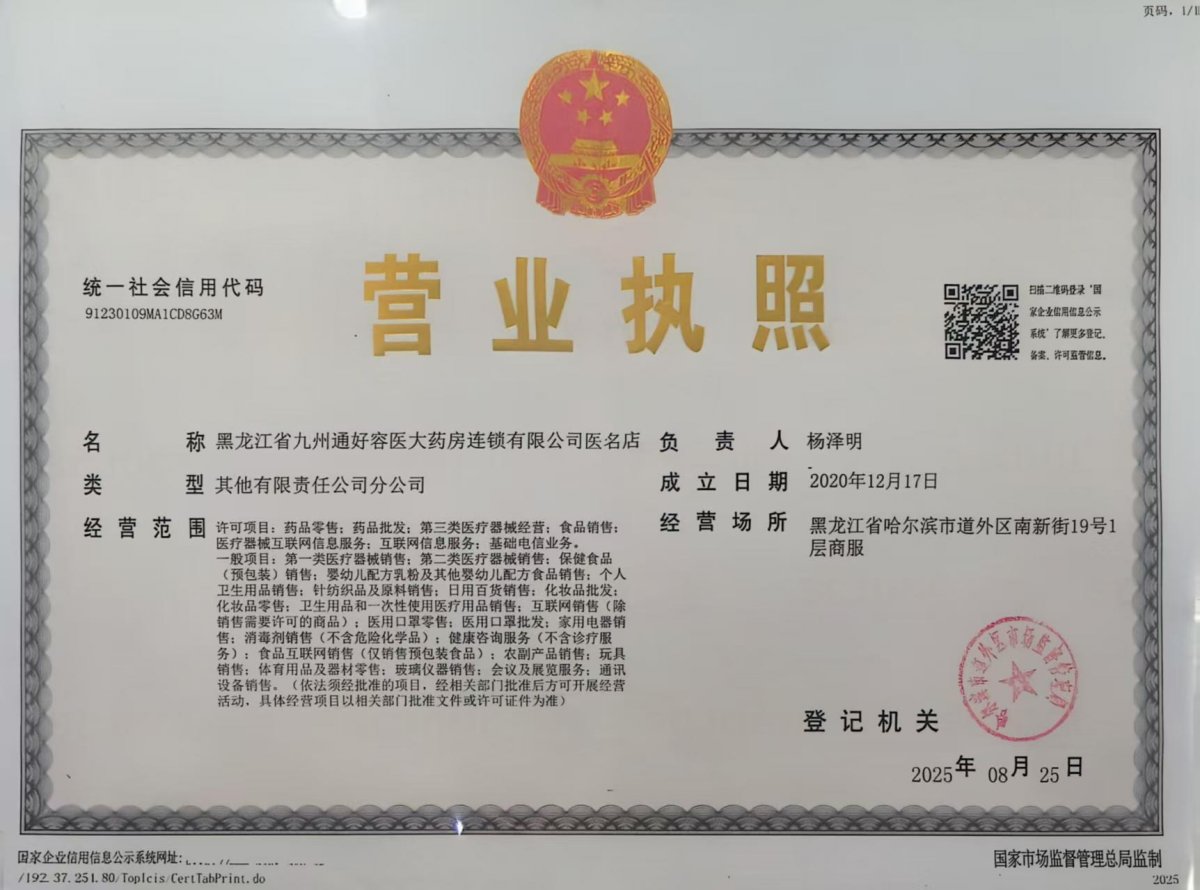 页码，1/1
营业执照
统一社会信用代码
91230109MA1CD8G63M
扫描二维码登录‘国
家企业信用信息公示
系统’了解更多登记、
备案、许可监管信息。
名称 黑龙江省九州通好容医大药房连锁有限公司医名店
类型 其他有限责任公司分公司
经营范围 许可项目：药品零售；药品批发；第三类医疗器械经营；食品销售；
医疗器械互联网信息服务；互联网信息服务；基础电信业务。
一般项目：第一类医疗器械销售；第二类医疗器械销售；保健食品
（预包装）销售；婴幼儿配方乳粉及其他婴幼儿配方食品销售；个人
卫生用品销售；针纺织品及原料销售；日用百货销售；化妆品批发；
化妆品零售；卫生用品和一次性使用医疗用品销售；互联网销售（除
销售需要许可的商品）；医用口罩零售；医用口罩批发；家用电器销
售；消毒剂销售（不含危险化学品）；健康咨询服务（不含诊疗服
务）；食品互联网销售（仅销售预包装食品）；农副产品销售；玩具
销售；体育用品及器材零售；玻璃仪器销售；会议及展览服务；通讯
设备销售。（依法须经批准的项目，经相关部门批准后方可开展经营
活动，具体经营项目以相关部门批准文件或许可证件为准）
负责人 杨泽明
成立日期 2020年12月17日
经营场所 黑龙江省哈尔滨市道外区南新街19号1
层商服
哈尔滨市道外区市场监督管理局
登记机关
2025年 08月 25日
国家企业信用信息公示系统网址:
/192.37.251.80/TopIcis/CertTabPrint.do
国家市场监督管理总局监制
2025